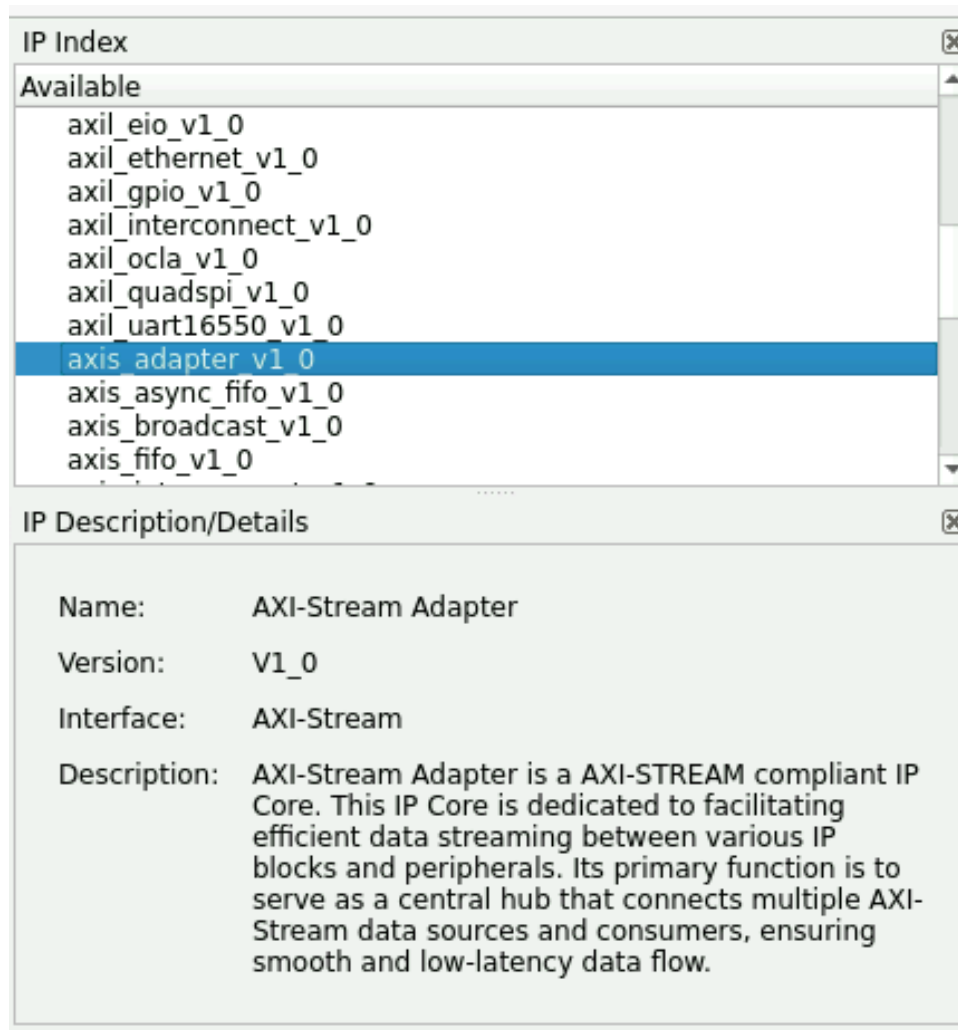 IP Index
Available
axil_eio_v1_0
axil_ethernet_v1_0
axil_gpio_v1_0
axil_interconnect_v1_0
axil_ocla_v1_0
axil_quadspi_v1_0
axil_uart16550_v1_0
axis_adapter_v1_0
axis_async_fifo_v1_0
axis_broadcast_v1_0
axis_fifo_v1_0
IP Description/Details
Name: AXI-Stream Adapter
Version: V1_0
Interface: AXI-Stream
Description: AXI-Stream Adapter is a AXI-STREAM compliant IP
Core. This IP Core is dedicated to facilitating
efficient data streaming between various IP
blocks and peripherals. Its primary function is to
serve as a central hub that connects multiple AXI-
Stream data sources and consumers, ensuring
smooth and low-latency data flow.